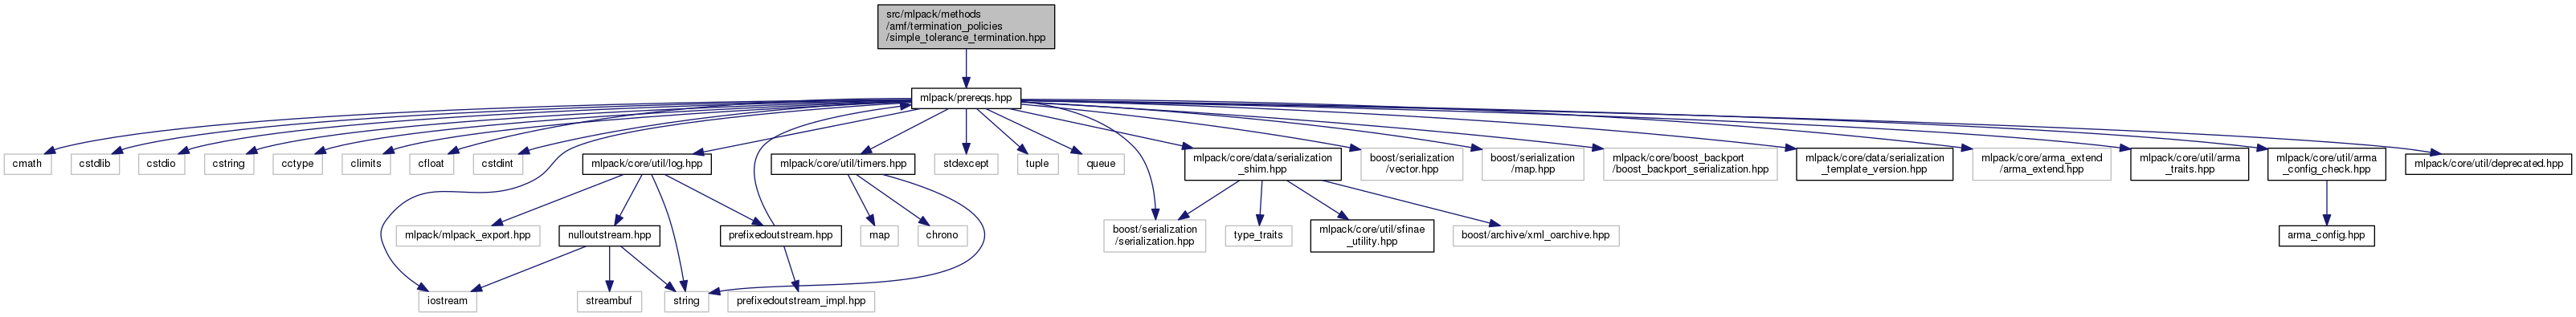 src/mlpack/methods
/amf/termination_policies
/simple_tolerance_termination.hpp
mlpack/prereqs.hpp
cmath
cstdlib
cstdio
cstring
cctype
climits
cfloat
cstdint
mlpack/core/util/log.hpp
mlpack/core/util/timers.hpp
stdexcept
tuple
queue
mlpack/core/data/serialization
_shim.hpp
boost/serialization
/vector.hpp
boost/serialization
/map.hpp
mlpack/core/boost_backport
/boost_backport_serialization.hpp
mlpack/core/data/serialization
_template_version.hpp
mlpack/core/arma_extend
/arma_extend.hpp
mlpack/core/util/arma
_traits.hpp
mlpack/core/util/arma
_config_check.hpp
mlpack/core/util/deprecated.hpp
mlpack/mlpack_export.hpp
nulloutstream.hpp
prefixedoutstream.hpp
map
chrono
boost/serialization
/serialization.hpp
type_traits
mlpack/core/util/sfinae
_utility.hpp
boost/archive/xml_oarchive.hpp
arma_config.hpp
iostream
streambuf
string
prefixedoutstream_impl.hpp